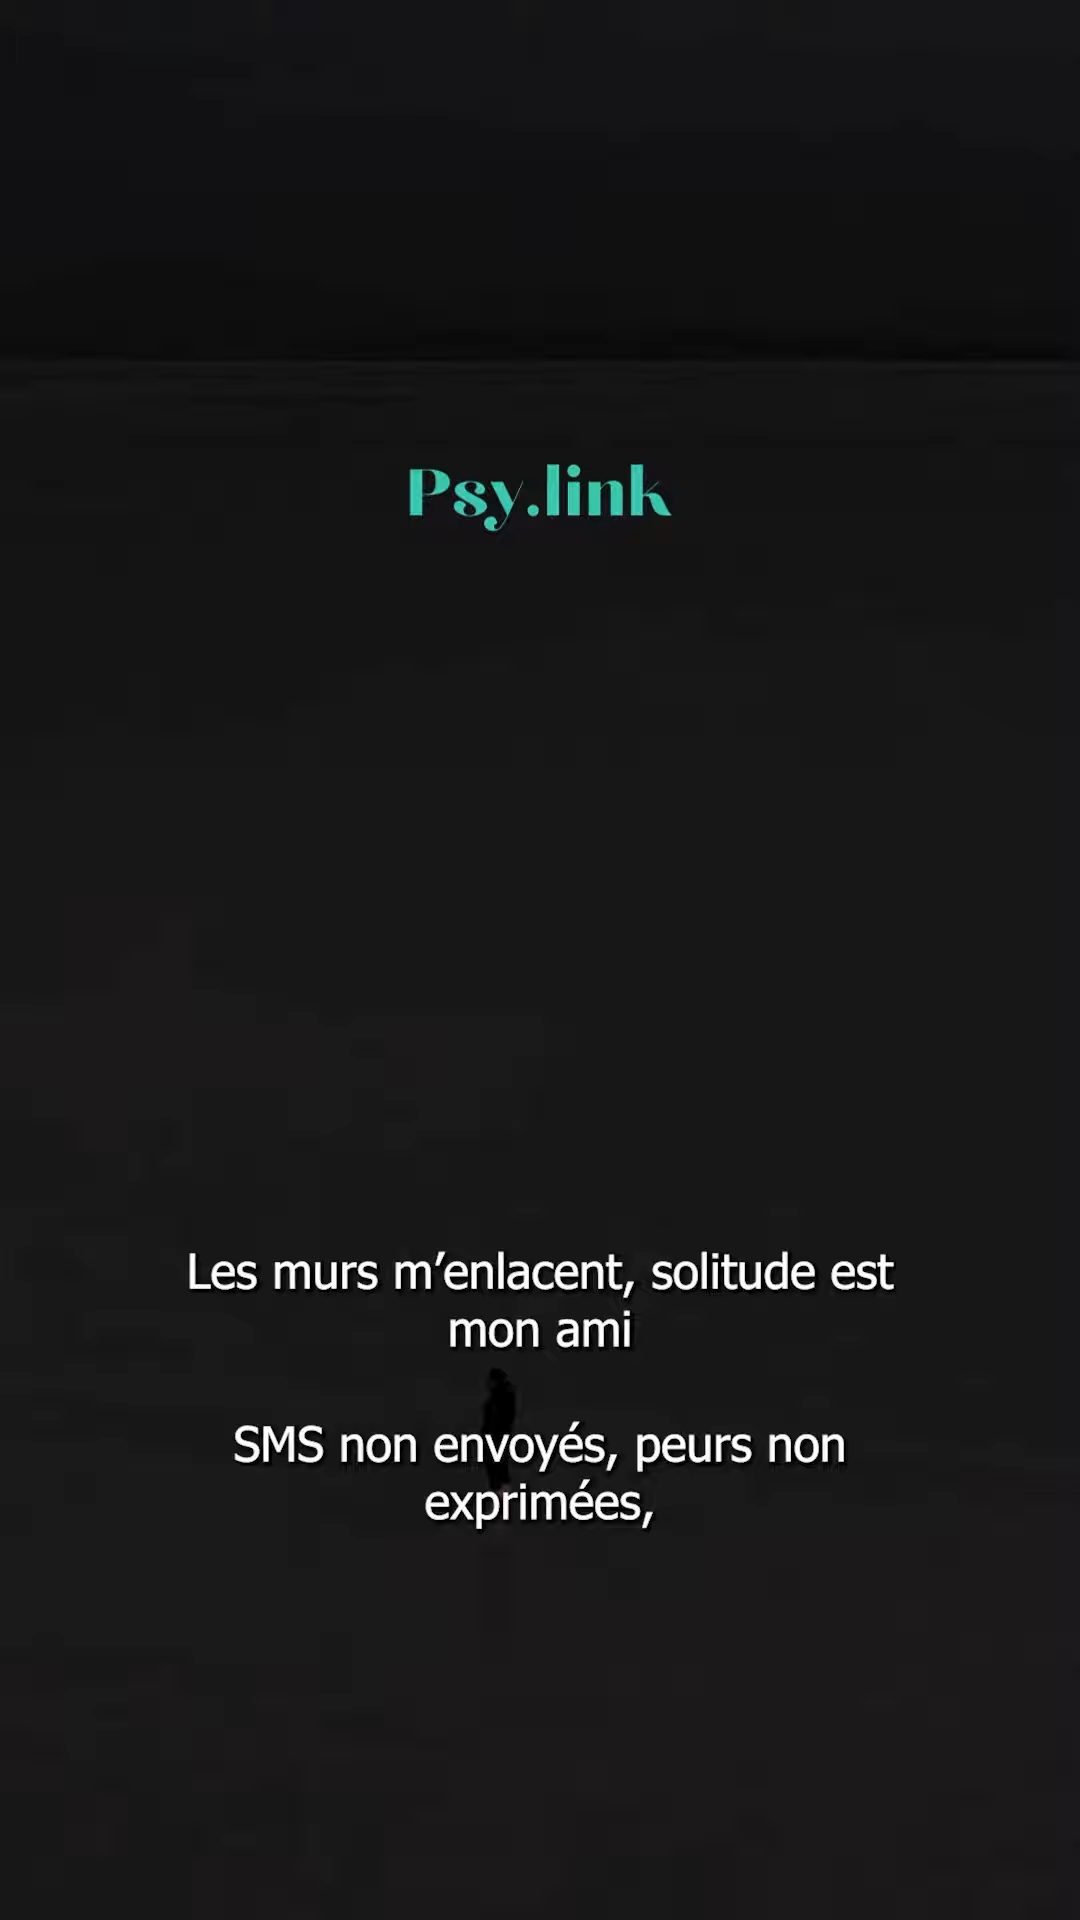 Psy.link
Les murs m’enlacent, solitude est
mon ami
SMS non envoyés, peurs non
exprimées,